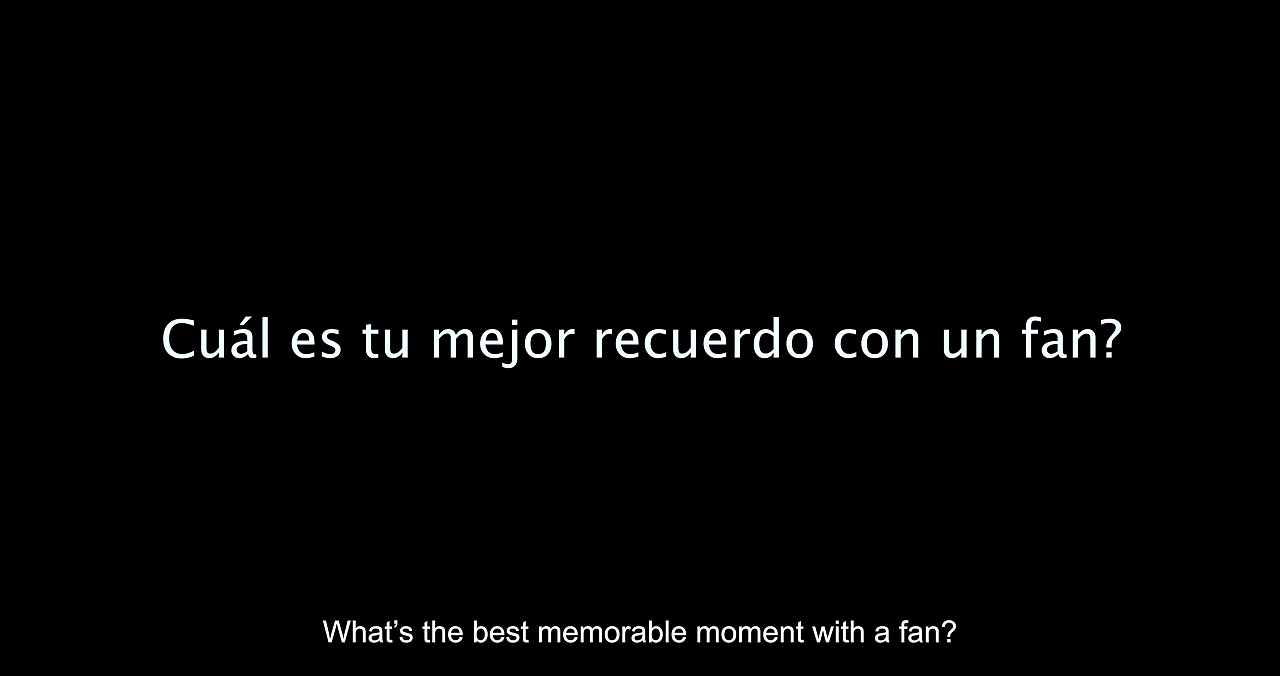 Cuál es tu mejor recuerdo con un fan?
What’s the best memorable moment with a fan?